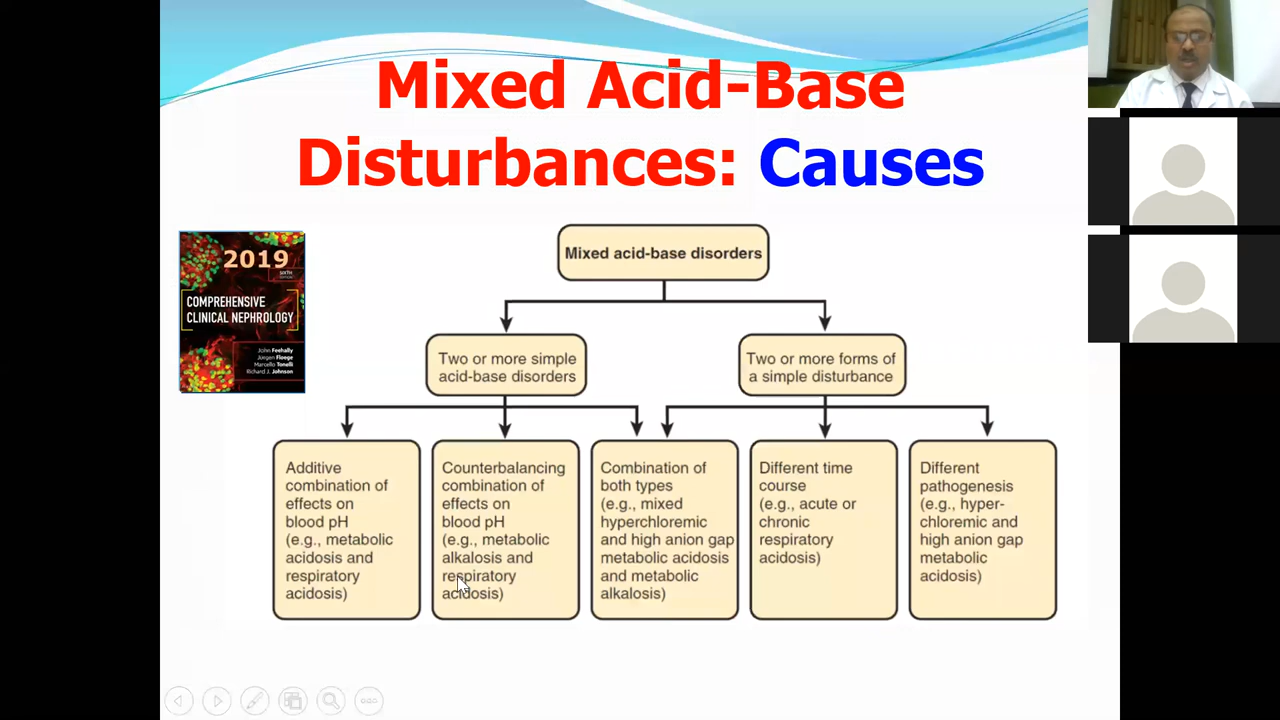 Mixed Acid-Base
Disturbances: Causes
2019
SIXTH
EDITION
COMPREHENSIVE
CLINICAL NEPHROLOGY
John Feehally
Jürgen Floege
Marcello Tonelli
Richard J. Johnson
Mixed acid-base disorders
Two or more simple
acid-base disorders
Two or more forms of
a simple disturbance
Additive
combination of
effects on
blood pH
(e.g., metabolic
acidosis and
respiratory
acidosis)
Counterbalancing
combination of
effects on
blood pH
(e.g., metabolic
alkalosis and
respiratory
acidosis)
Combination of
both types
(e.g., mixed
hyperchloremic
and high anion gap
metabolic acidosis
and metabolic
alkalosis)
Different time
course
(e.g., acute or
chronic
respiratory
acidosis)
Different
pathogenesis
(e.g., hyper-
chloremic and
high anion gap
metabolic
acidosis)